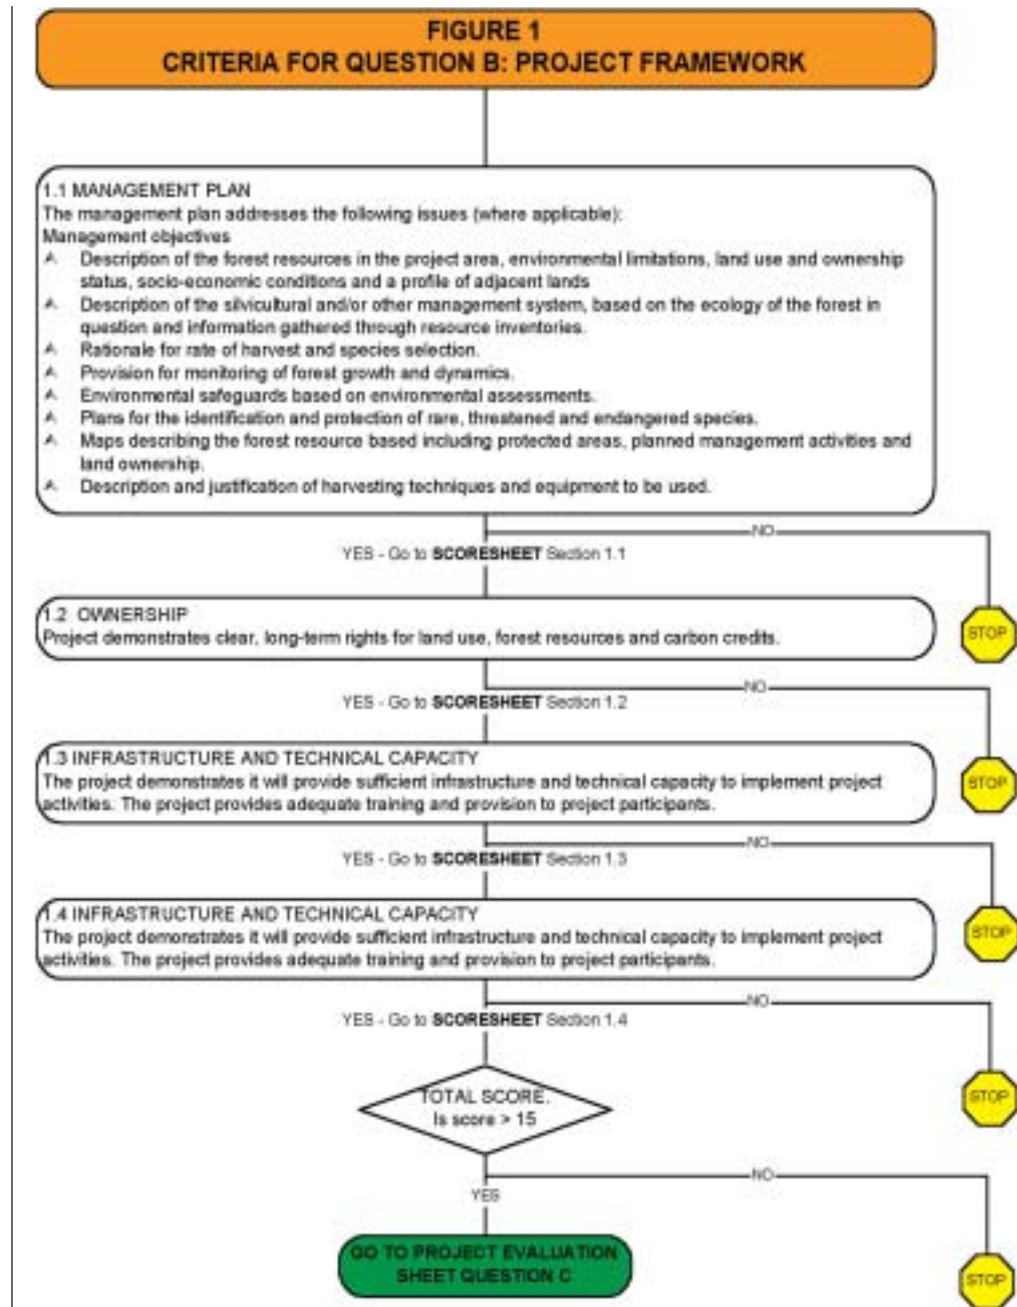 FIGURE 1
CRITERIA FOR QUESTION B: PROJECT FRAMEWORK
1.1 MANAGEMENT PLAN
The management plan addresses the following issues (where applicable):
Management objectives
Description of the forest resources in the project area, environmental limitations, land use and ownership
status, socio-economic conditions and a profile of adjacent lands
Description of the silvicultural and/or other management system, based on the ecology of the forest in
question and information gathered through resource inventories.
Rationale for rate of harvest and species selection.
Provision for monitoring of forest growth and dynamics.
Environmental safeguards based on environmental assessments.
Plans for the identification and protection of rare, threatened and endangered species.
Maps describing the forest resource based including protected areas, planned management activities and
land ownership.
Description and justification of harvesting techniques and equipment to be used.
NO
YES - Go to SCORESHEET Section 1.1
1.2 OWNERSHIP
Project demonstrates clear, long-term rights for land use, forest resources and carbon credits.
STOP
NO
YES - Go to SCORESHEET Section 1.2
1.3 INFRASTRUCTURE AND TECHNICAL CAPACITY
The project demonstrates it will provide sufficient infrastructure and technical capacity to implement project
activities. The project provides adequate training and provision to project participants.
STOP
NO
YES - Go to SCORESHEET Section 1.3
1.4 INFRASTRUCTURE AND TECHNICAL CAPACITY
The project demonstrates it will provide sufficient infrastructure and technical capacity to implement project
activities. The project provides adequate training and provision to project participants.
STOP
NO
YES - Go to SCORESHEET Section 1.4
TOTAL SCORE.
Is score > 15
STOP
NO
YES
GO TO PROJECT EVALUATION
SHEET QUESTION C
STOP